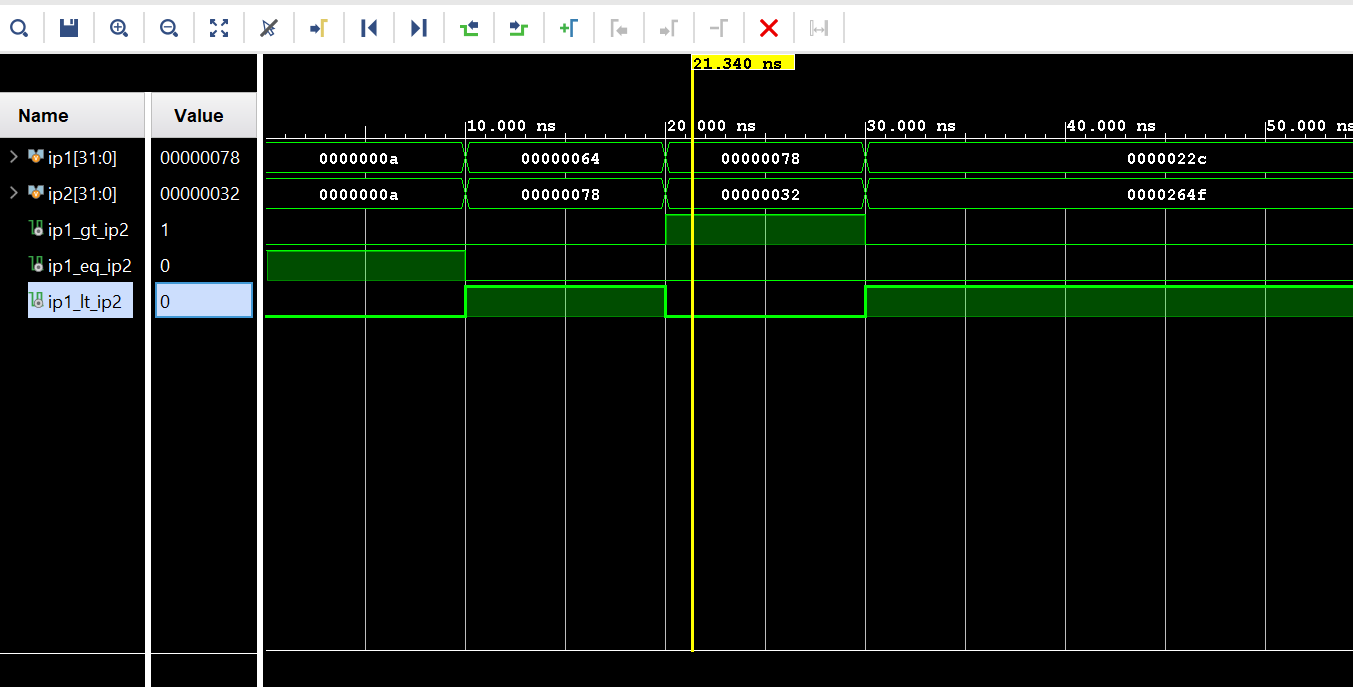 21.340 ns
Name Value
10.000 ns 20.000 ns 30.000 ns 40.000 ns 50.000 ns
ip1[31:0] 00000078 0000000a 00000064 00000078 0000022c
ip2[31:0] 00000032 0000000a 00000078 00000032 0000264f
ip1_gt_ip2 1
ip1_eq_ip2 0
ip1_lt_ip2 0